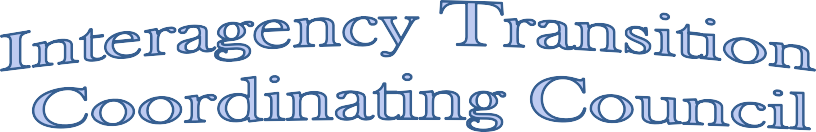 Interagency Transition
Coordinating Council